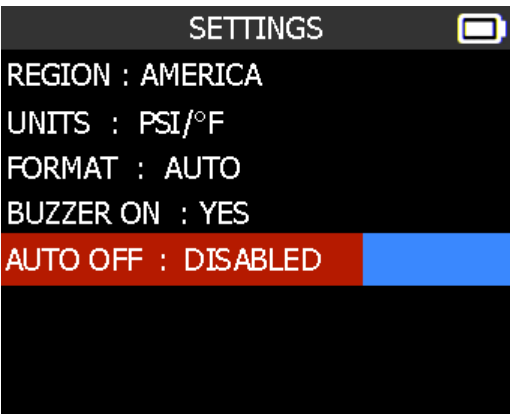 SETTINGS
REGION : AMERICA
UNITS : PSI/°F
FORMAT : AUTO
BUZZER ON : YES
AUTO OFF : DISABLED